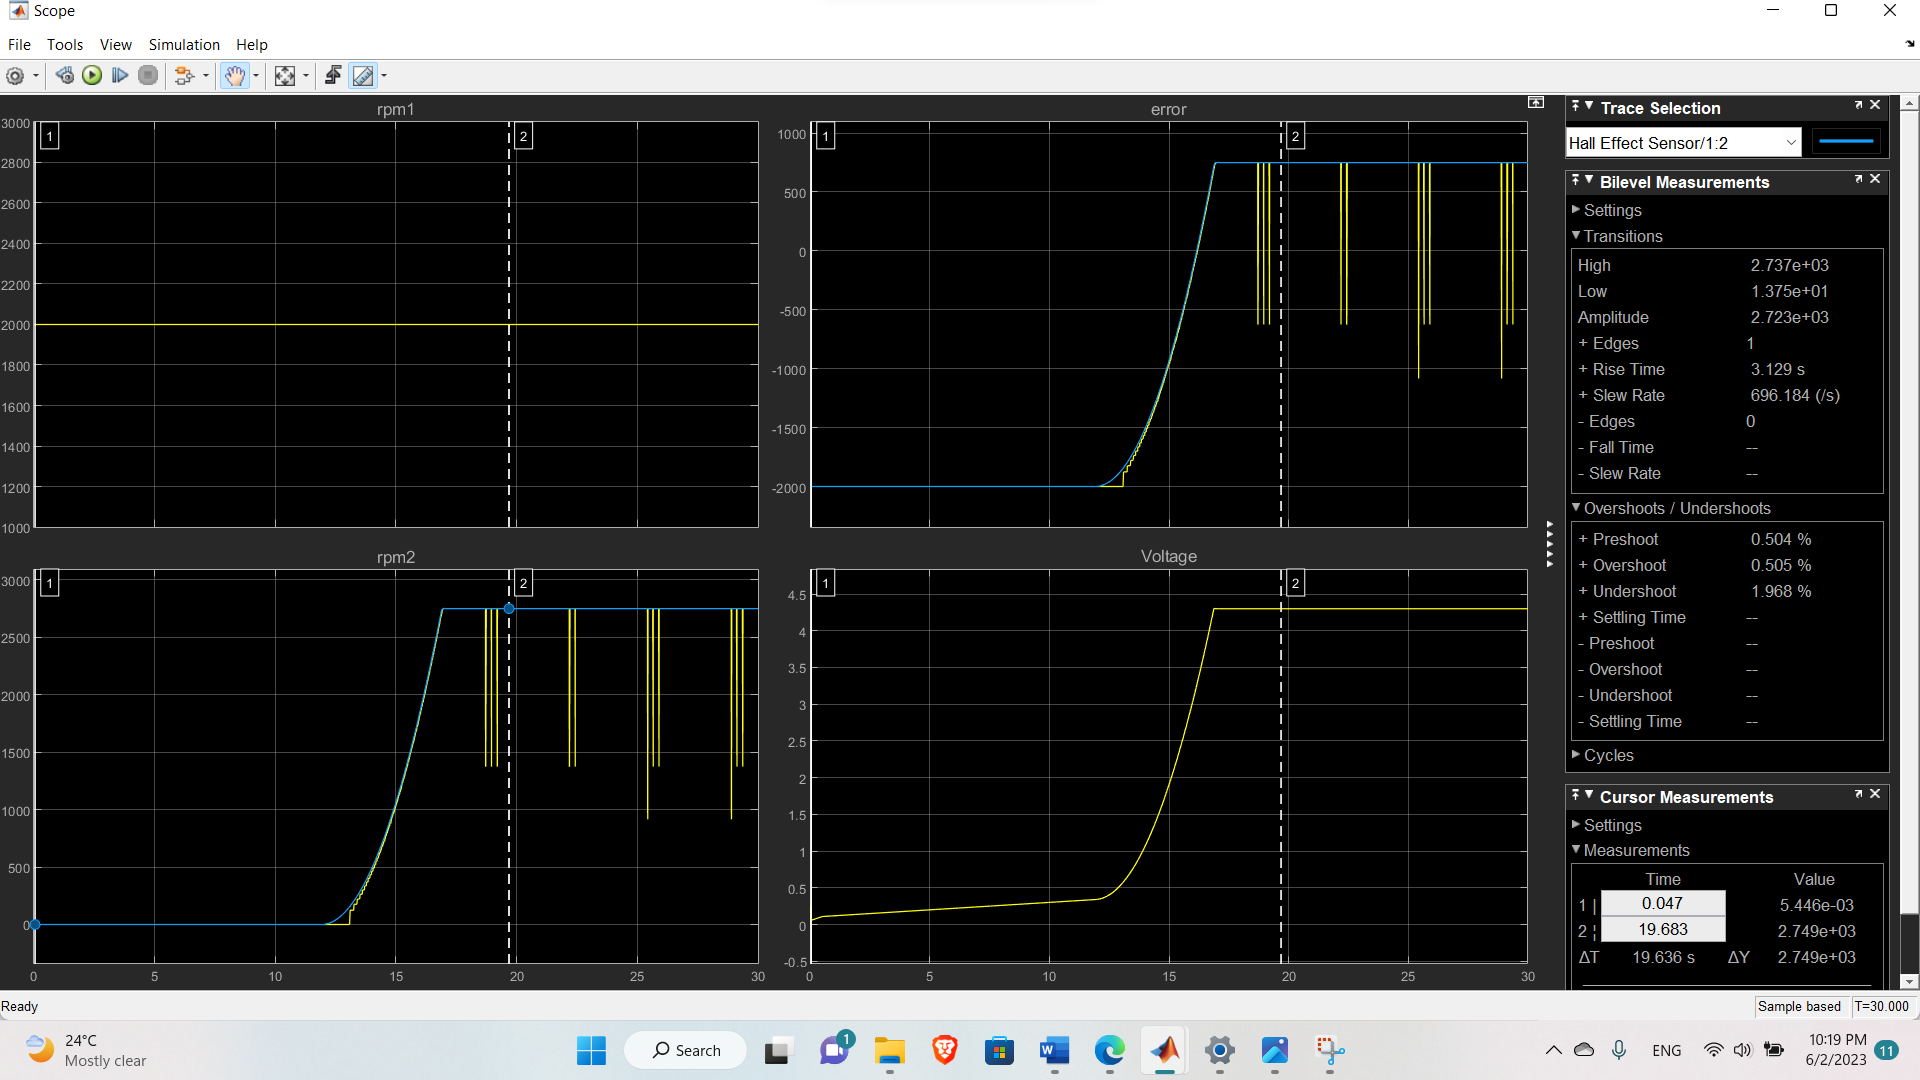 Scope
File Tools View Simulation Help
rpm1
3000
2800
2600
2400
2200
2000
1800
1600
1400
1200
1000
1
2
error
1000
500
0
-500
-1000
-1500
-2000
1
2
rpm2
3000
2500
2000
1500
1000
500
0
1
2
0 5 10 15 20 25 30
Voltage
4.5
4
3.5
3
2.5
2
1.5
1
0.5
0
-0.5
1
2
0 5 10 15 20 25 30
Trace Selection
Hall Effect Sensor/1:2
Bilevel Measurements
Settings
Transitions
High 2.737e+03
Low 1.375e+01
Amplitude 2.723e+03
+ Edges 1
+ Rise Time 3.129 s
+ Slew Rate 696.184 (/s)
- Edges 0
- Fall Time --
- Slew Rate --
Overshoots / Undershoots
+ Preshoot 0.504 %
+ Overshoot 0.505 %
+ Undershoot 1.968 %
+ Settling Time --
- Preshoot --
- Overshoot --
- Undershoot --
- Settling Time --
Cycles
Cursor Measurements
Settings
Measurements
Time Value
1 | 0.047 5.446e-03
2 ¦ 19.683 2.749e+03
ΔT 19.636 s ΔY 2.749e+03
Ready
Sample based T=30.000
24°C
Mostly clear
Search
1
W
ENG
10:19 PM
6/2/2023
11